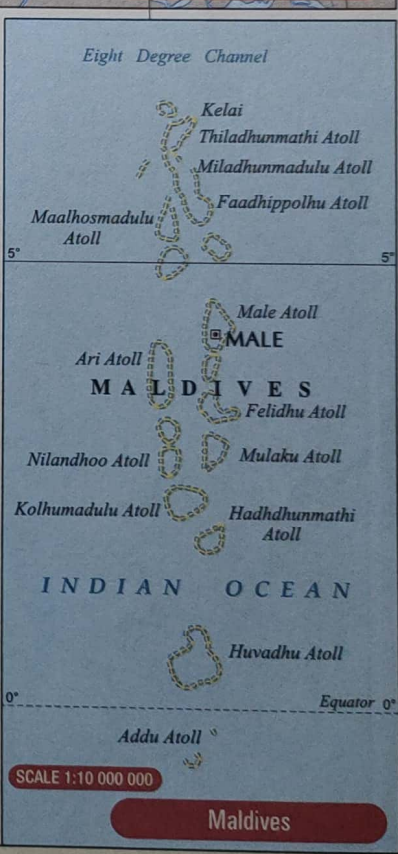 Eight Degree Channel
Kelai
Thiladhunmathi Atoll
Miladhunmadulu Atoll
Faadhippolhu Atoll
Maalhosmadulu
Atoll
5° 5°
Male Atoll
MALE
Ari Atoll
MALDIVES
Felidhu Atoll
Nilandhoo Atoll
Mulaku Atoll
Kolhumadulu Atoll
Hadhdhunmathi
Atoll
INDIAN OCEAN
Huvadhu Atoll
0° Equator 0°
Addu Atoll
SCALE 1:10 000 000
Maldives